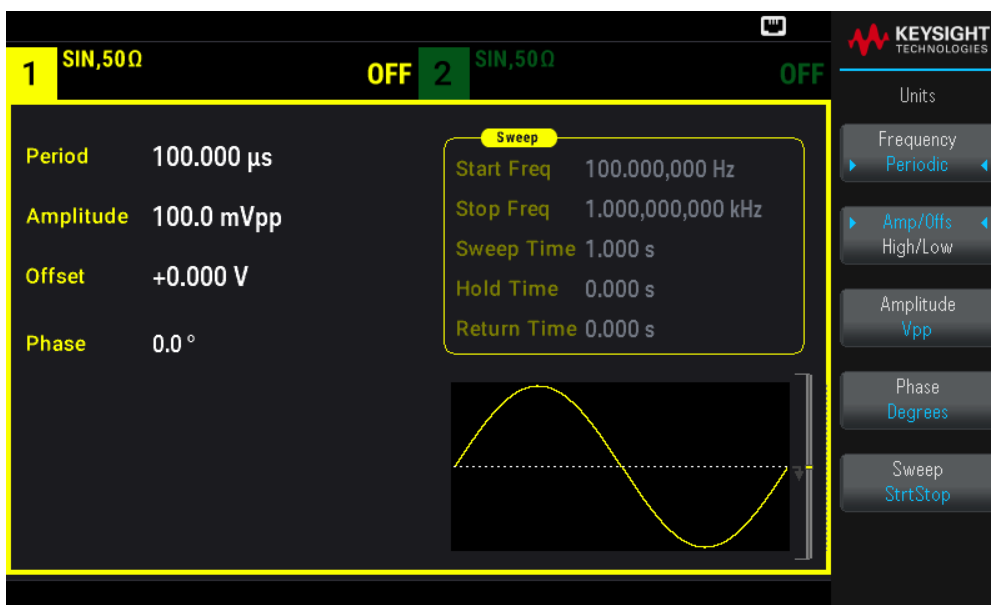 KEYSIGHT
TECHNOLOGIES
1 SIN,50Ω OFF 2 SIN,50Ω OFF
Units
Period 100.000 µs
Amplitude 100.0 mVpp
Offset +0.000 V
Phase 0.0 °
Sweep
Start Freq 100.000,000 Hz
Stop Freq 1.000,000,000 kHz
Sweep Time 1.000 s
Hold Time 0.000 s
Return Time 0.000 s
Frequency
Periodic
Amp/Offs
High/Low
Amplitude
Vpp
Phase
Degrees
Sweep
StrtStop